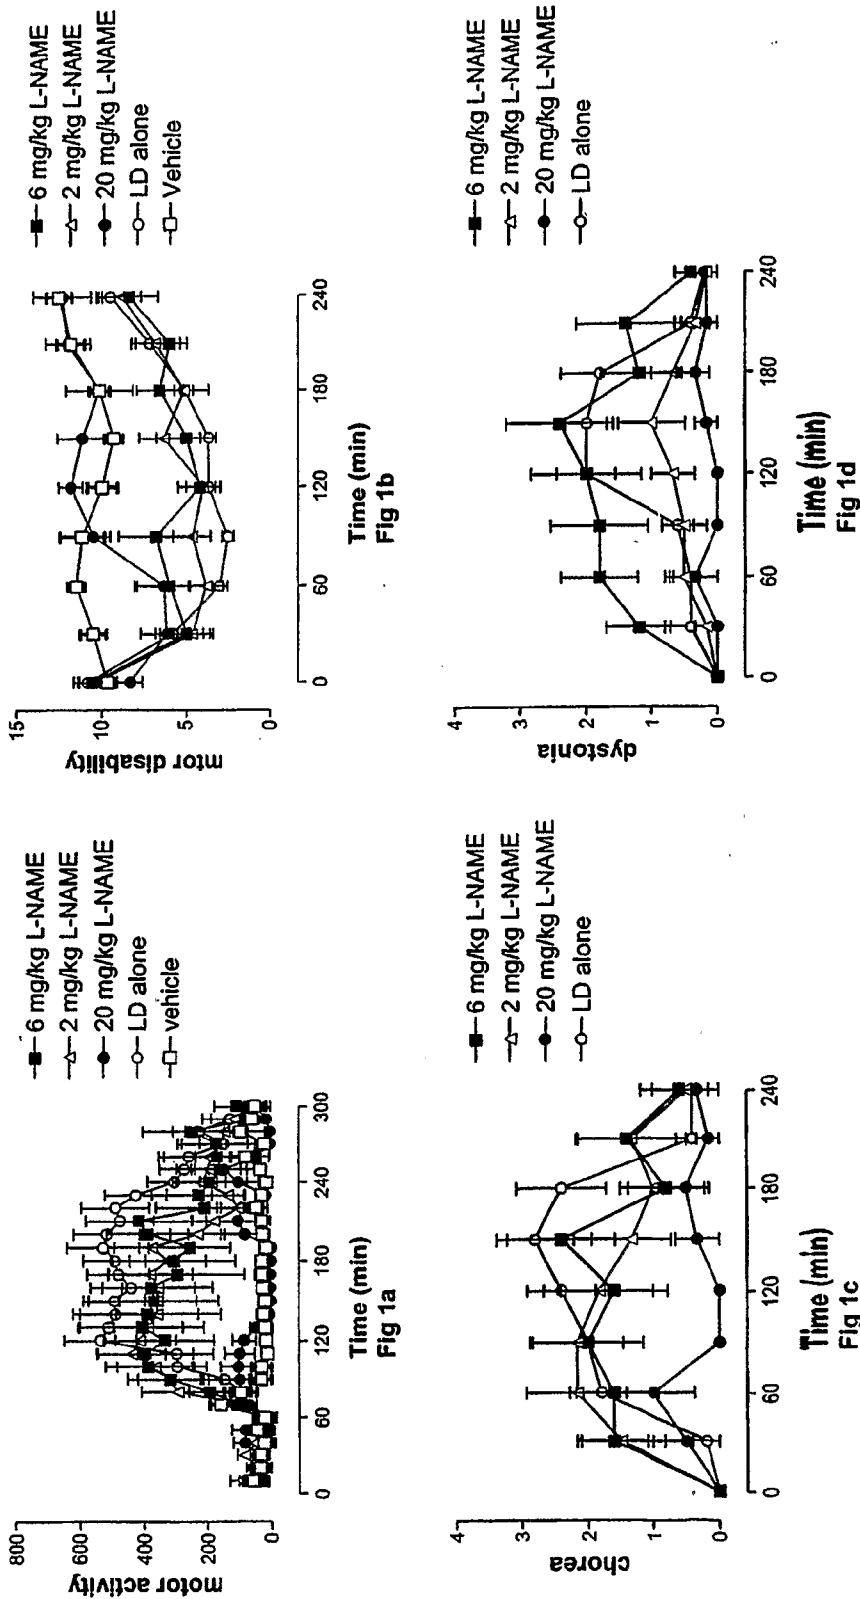 800
600
400
200
0
motor activity
0
60
120
180
240
300
Time (min)
Fig 1a
6 mg/kg L-NAME
2 mg/kg L-NAME
20 mg/kg L-NAME
LD alone
vehicle
15
10
5
0
mtor disability
0
60
120
180
240
Time (min)
Fig 1b
6 mg/kg L-NAME
2 mg/kg L-NAME
20 mg/kg L-NAME
LD alone
Vehicle
4
3
2
1
0
chorea
0
60
120
180
240
Time (min)
Fig 1c
6 mg/kg L-NAME
2 mg/kg L-NAME
20 mg/kg L-NAME
LD alone
4
3
2
1
0
dystonia
0
60
120
180
240
Time (min)
Fig 1d
6 mg/kg L-NAME
2 mg/kg L-NAME
20 mg/kg L-NAME
LD alone